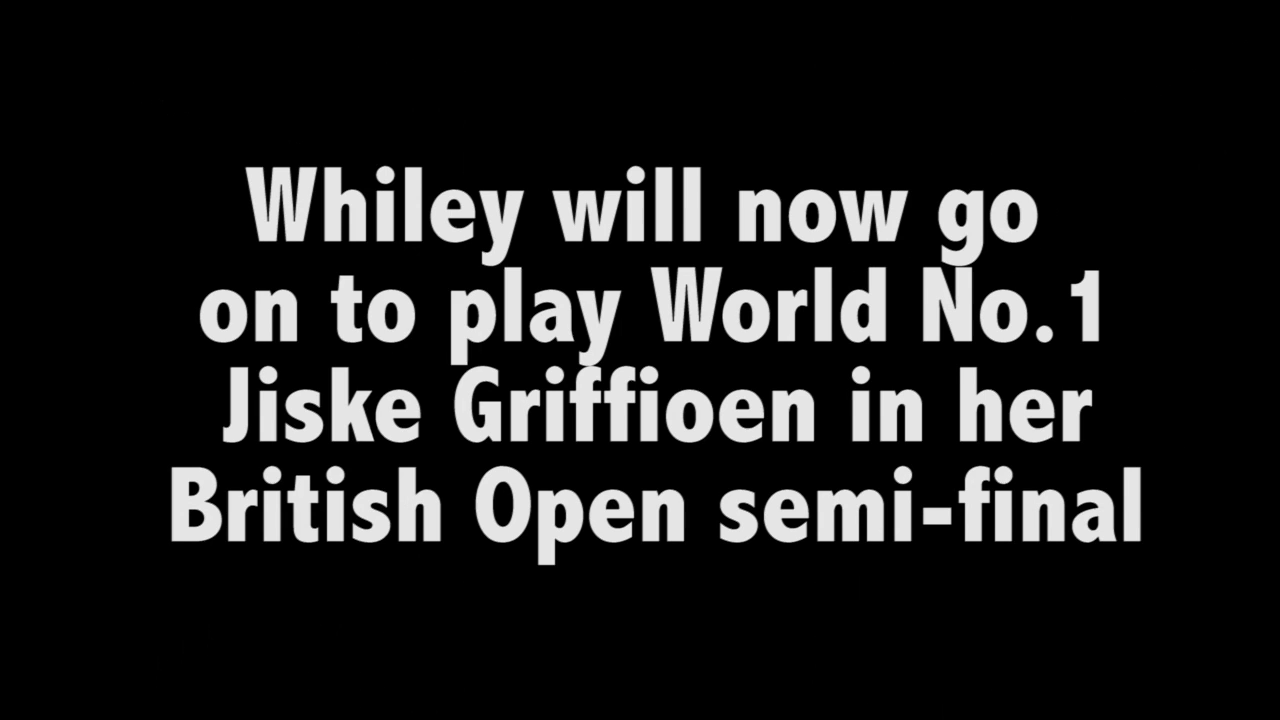 Whiley will now go
on to play World No.1
Jiske Griffioen in her
British Open semi-final